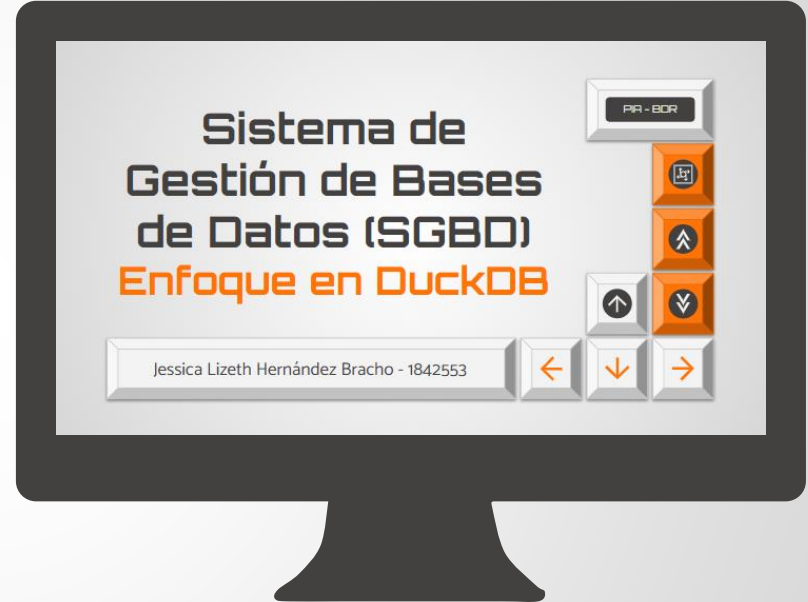 PIA - BDR
Sistema de
Gestión de Bases
de Datos (SGBD)
Enfoque en DuckDB
Jessica Lizeth Hernández Bracho - 1842553